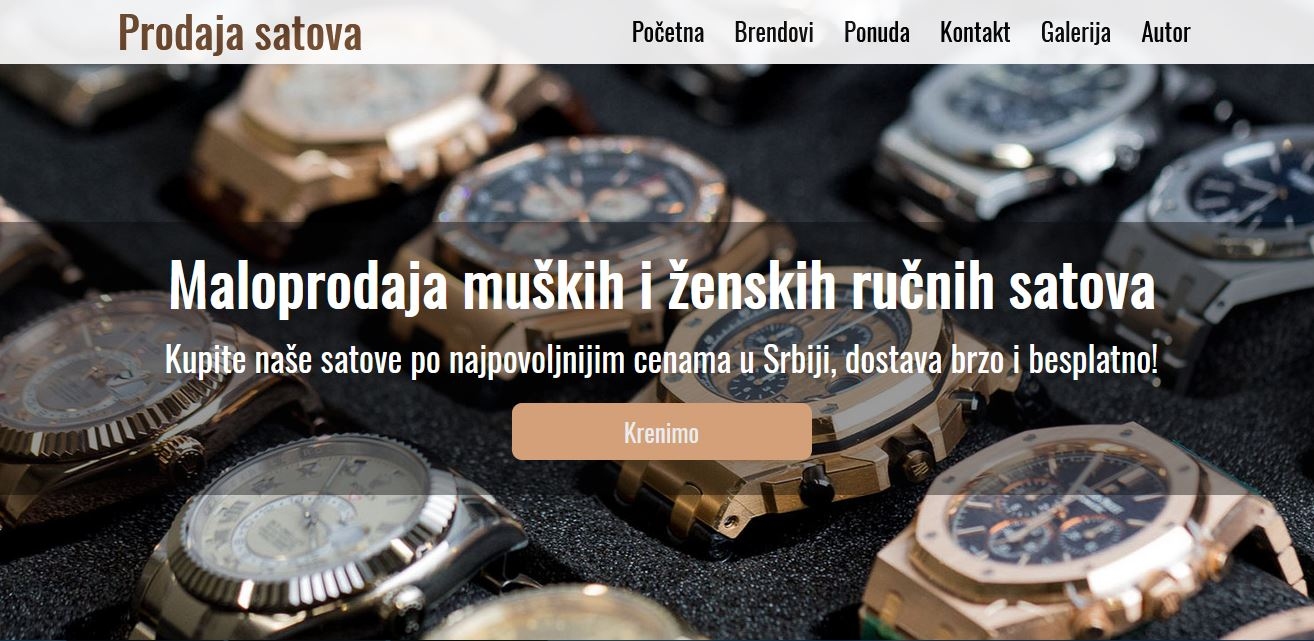 Prodaja satova
Početna Brendovi Ponuda Kontakt Galerija Autor
Maloprodaja muških i ženskih ručnih satova
Kupite naše satove po najpovoljnijim cenama u Srbiji, dostava brzo i besplatno!
Krenimo